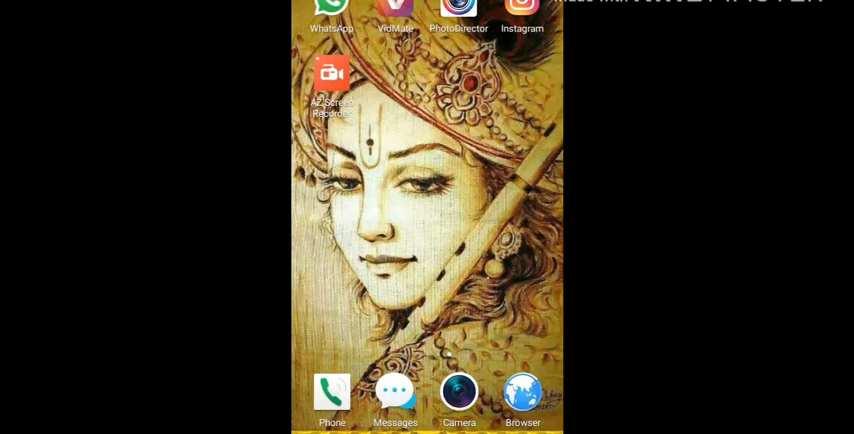 WhatsApp VidMate PhotoDirector Instagram
AZ Screen
Recorder
Phone Messages Camera Browser